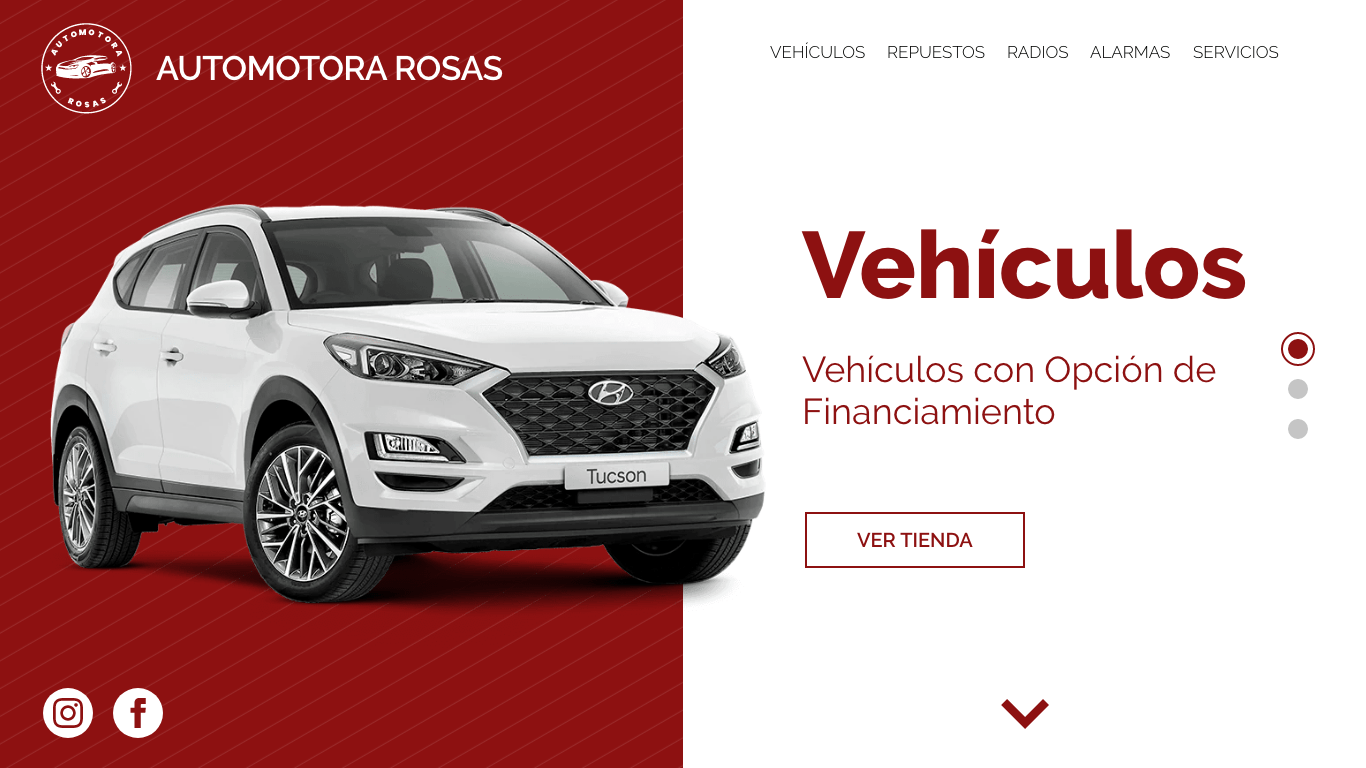 AUTOMOTORA
ROSAS
AUTOMOTORA ROSAS
VEHÍCULOS REPUESTOS RADIOS ALARMAS SERVICIOS
Vehículos
Vehículos con Opción de
Financiamiento
Tucson
VER TIENDA